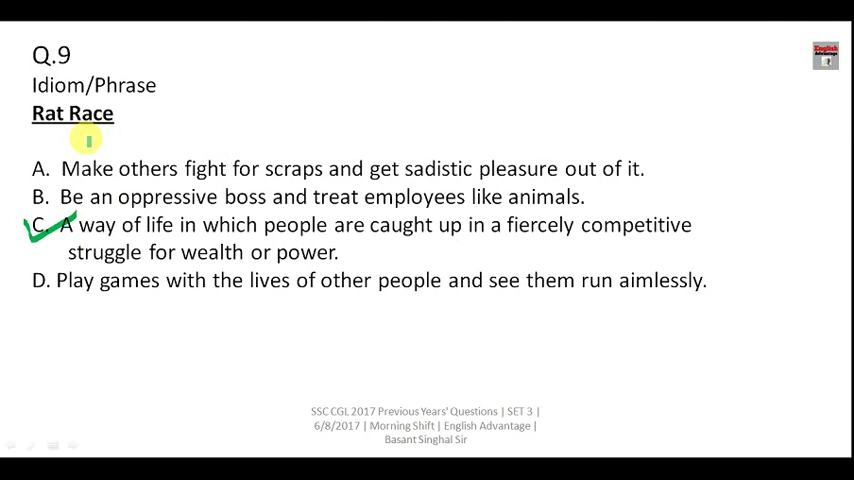 Q.9
Idiom/Phrase
Rat Race
A. Make others fight for scraps and get sadistic pleasure out of it.
B. Be an oppressive boss and treat employees like animals.
C. A way of life in which people are caught up in a fiercely competitive
struggle for wealth or power.
D. Play games with the lives of other people and see them run aimlessly.
SSC CGL 2017 Previous Years' Questions | SET 3 |
6/8/2017 | Morning Shift | English Advantage |
Basant Singhal Sir
English
Advantage